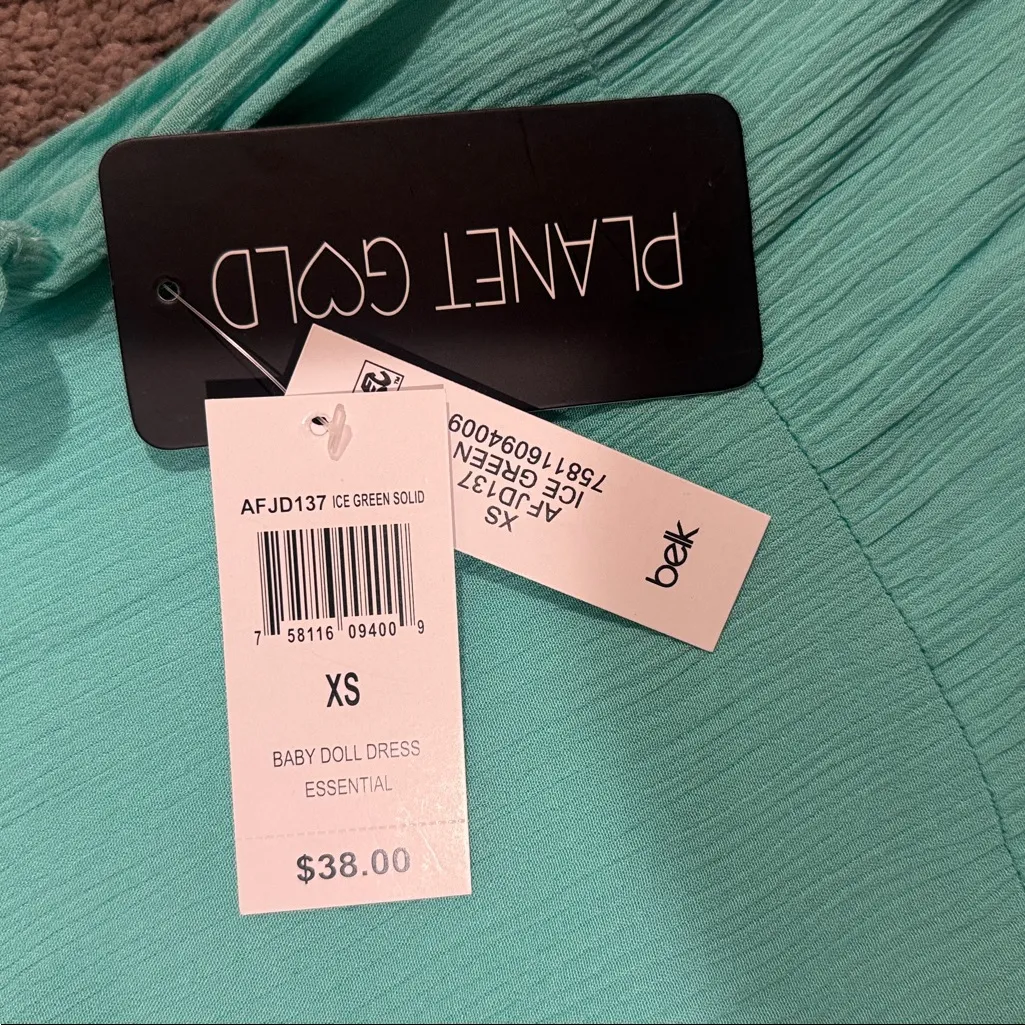 PLANET GOLD
AFJD137 ICE GREEN SOLID
7 58116 09400 9
XS
BABY DOLL DRESS
ESSENTIAL
$38.00
XS
AFJD137
ICE GREEN
758116094009
belk